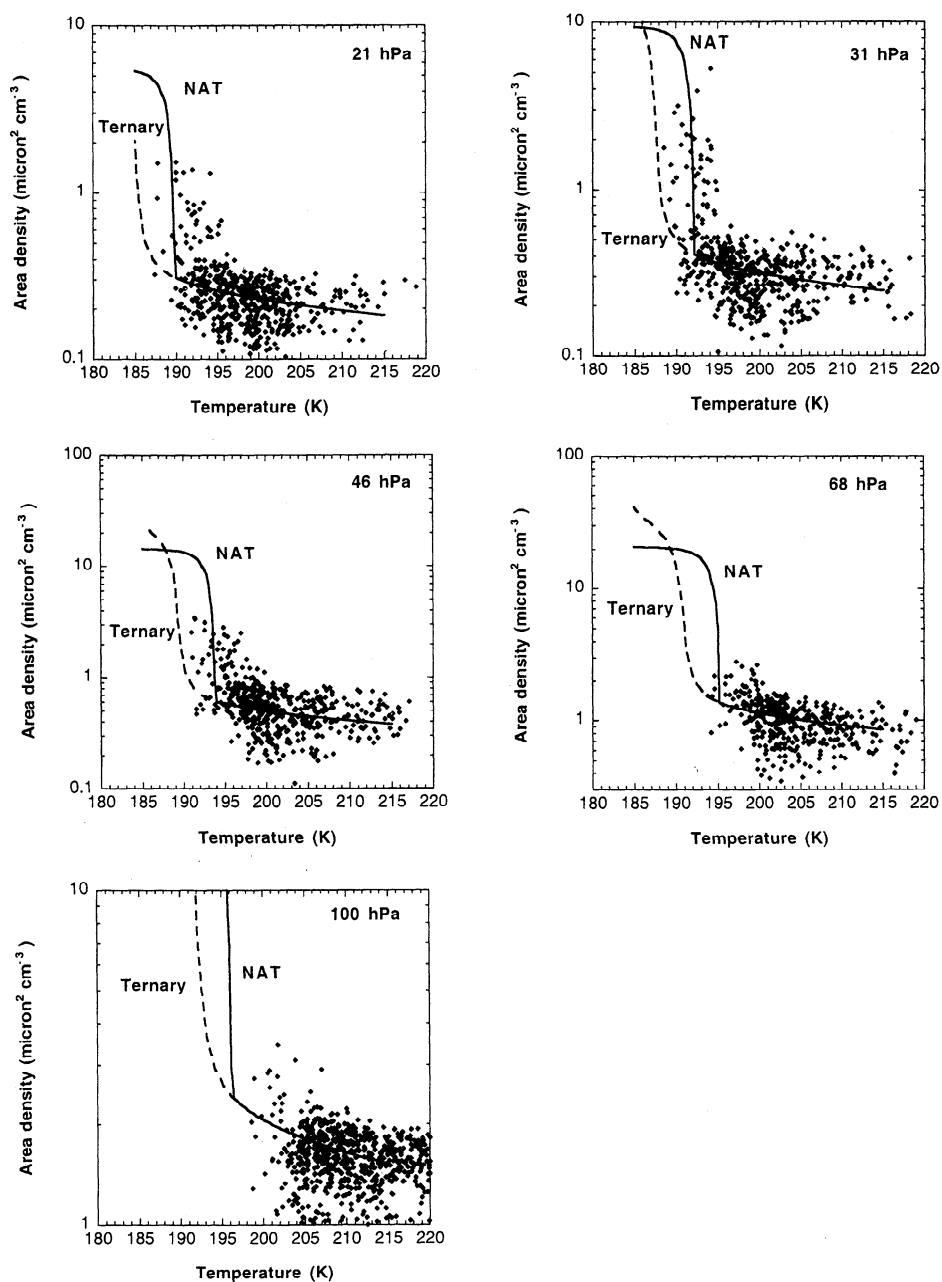 10
21 hPa
NAT
Ternary
1
0.1
180 185 190 195 200 205 210 215 220
Temperature (K)
Area density (micron² cm⁻³ )
10
31 hPa
NAT
1
Ternary
0.1
180 185 190 195 200 205 210 215 220
Temperature (K)
Area density (micron² cm⁻³ )
100
46 hPa
NAT
10
Ternary
1
0.1
180 185 190 195 200 205 210 215 220
Temperature (K)
Area density (micron² cm⁻³ )
100
68 hPa
NAT
10
Ternary
1
180 185 190 195 200 205 210 215 220
Temperature (K)
Area density (micron² cm⁻³ )
10
100 hPa
NAT
Ternary
1
180 185 190 195 200 205 210 215 220
Temperature (K)
Area density (micron² cm⁻³ )